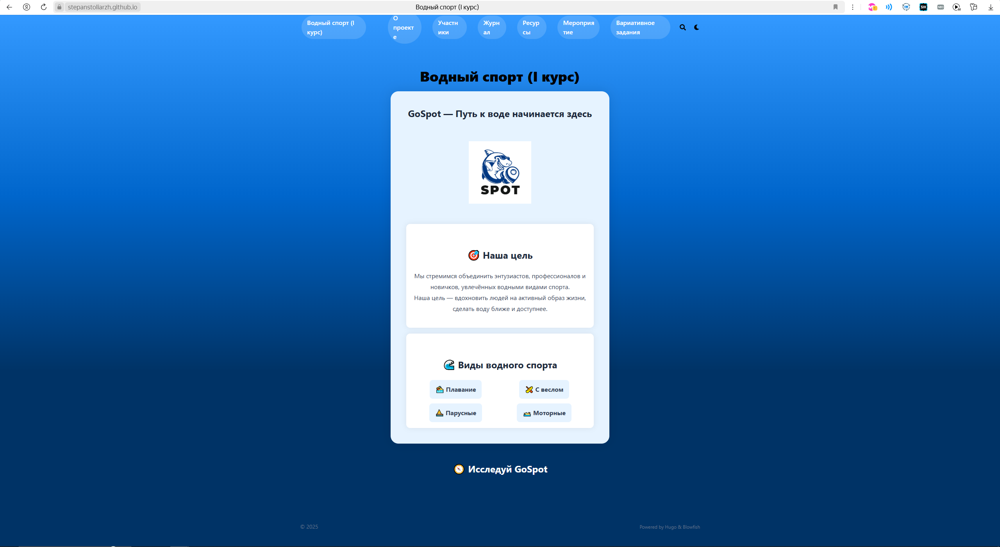 stepanstoliarzh.github.io
Водный спорт (I курс)
Водный спорт (I
курс)
О
проект
е
Участн
ики
Журн
ал
Ресур
сы
Мероприя
тие
Вариативное
задания
Водный спорт (I курс)
GoSpot — Путь к воде начинается здесь
SPOT
🎯 Наша цель
Мы стремимся объединить энтузиастов, профессионалов и
новичков, увлечённых водными видами спорта.
Наша цель — вдохновить людей на активный образ жизни,
сделать воду ближе и доступнее.
🌊 Виды водного спорта
Плавание
С веслом
Парусные
Моторные
🧭 Исследуй GoSpot
© 2025
Powered by Hugo & Blowfish